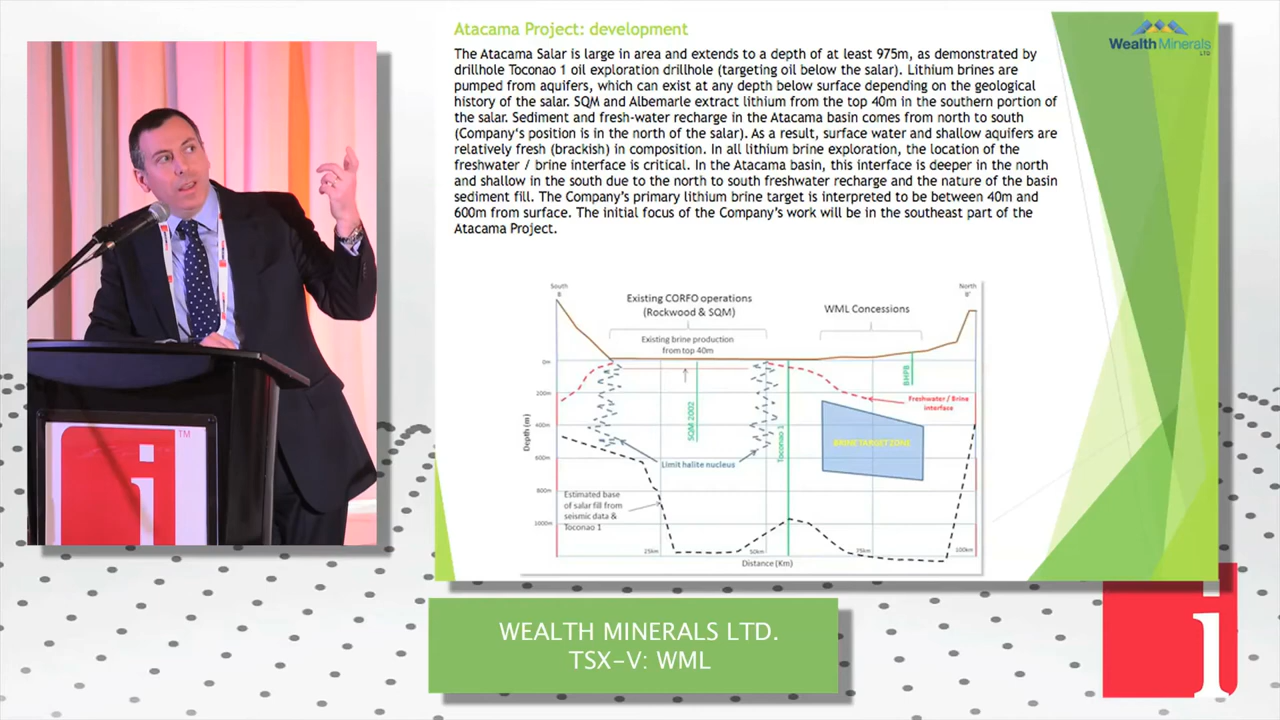 Atacama Project: development
Wealth Minerals
LTD
The Atacama Salar is large in area and extends to a depth of at least 975m, as demonstrated by
drillhole Toconao 1 oil exploration drillhole (targeting oil below the salar). Lithium brines are
pumped from aquifers, which can exist at any depth below surface depending on the geological
history of the salar. SQM and Albemarle extract lithium from the top 40m in the southern portion of
the salar. Sediment and fresh-water recharge in the Atacama basin comes from north to south
(Company's position is in the north of the salar). As a result, surface water and shallow aquifers are
relatively fresh (brackish) in composition. In all lithium brine exploration, the location of the
freshwater / brine interface is critical. In the Atacama basin, this interface is deeper in the north
and shallow in the south due to the north to south freshwater recharge and the nature of the basin
sediment fill. The Company's primary lithium brine target is interpreted to be between 40m and
600m from surface. The initial focus of the Company's work will be in the southeast part of the
Atacama Project.
South
B
North
B'
Existing CORFO operations
(Rockwood & SQM)
WML Concessions
Existing brine production
from top 40m
0m
200m
400m
600m
800m
1000m
Depth (m)
SQM 2002
Toconao 1
BHPB
Freshwater / Brine
interface
BRINE TARGET ZONE
Limit halite nucleus
Estimated base
of salar fill from
seismic data &
Toconao 1
25km
50km
75km
100km
Distance (Km)
i
TM
WEALTH MINERALS LTD.
TSX-V: WML
i